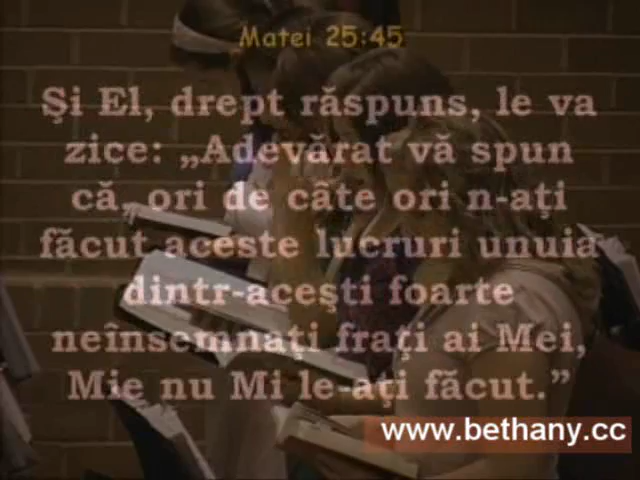 Matei 25:45
Şi El, drept răspuns, le va
zice: „Adevărat vă spun
că, ori de câte ori n-aţi
făcut aceste lucruri unuia
dintr-aceşti foarte
neînsemnaţi fraţi ai Mei,
Mie nu Mi le-aţi făcut.”
www.bethany.cc